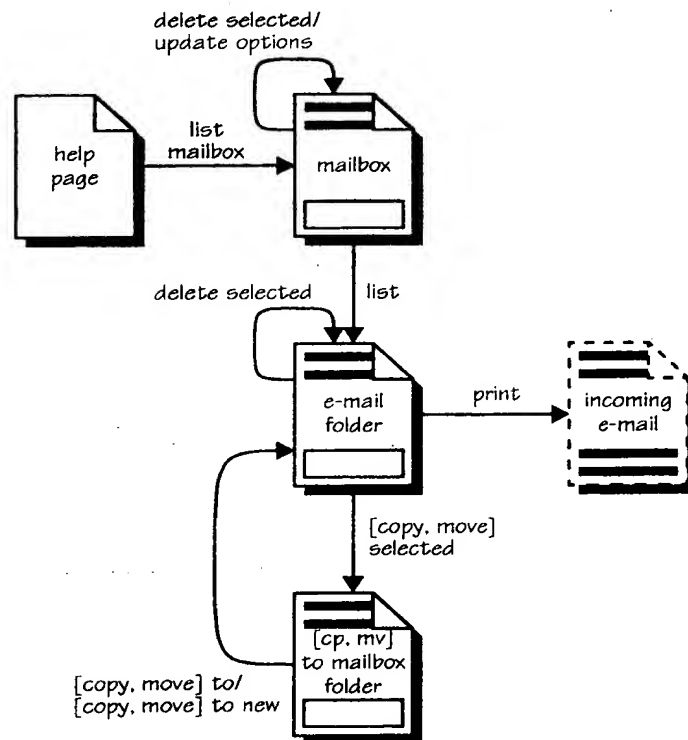 delete selected/
update options
help
page
list
mailbox
mailbox
delete selected
list
e-mail
folder
print
incoming
e-mail
[copy, move]
selected
[cp, mv]
to mailbox
folder
[copy, move] to/
[copy, move] to new